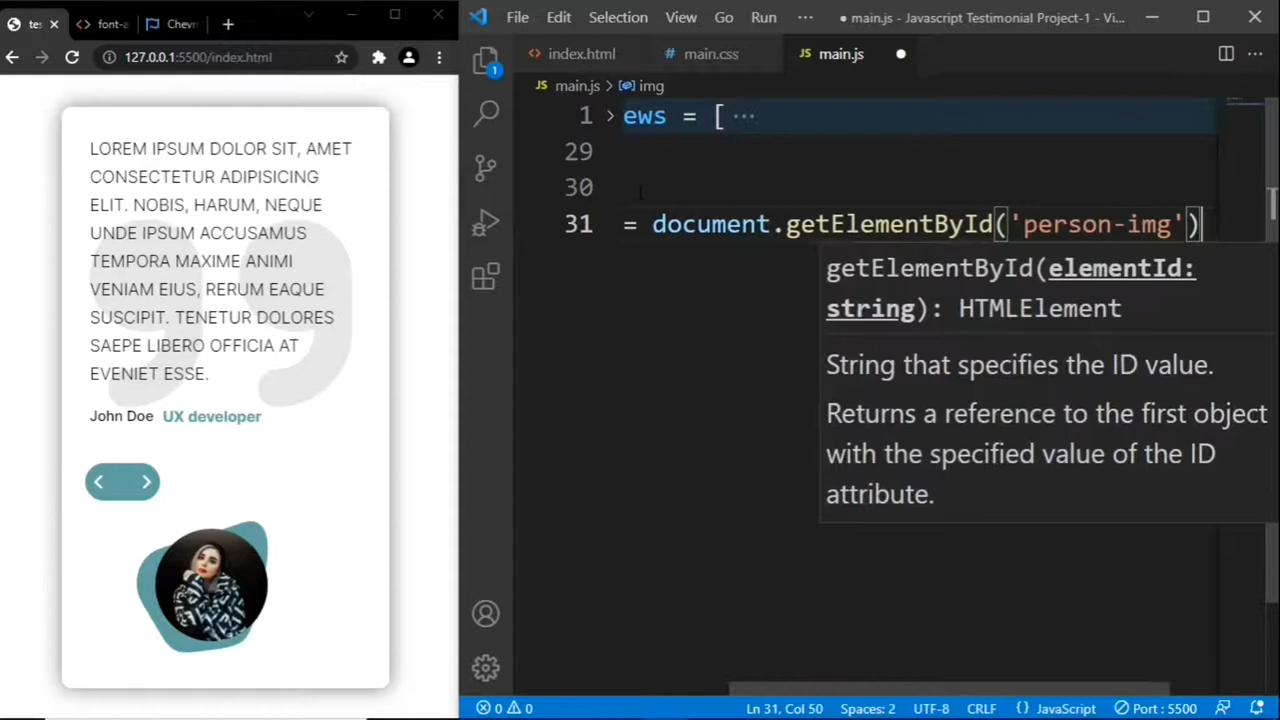 te:
font-a
Chevr
127.0.0.1:5500/index.html
LOREM IPSUM DOLOR SIT, AMET
CONSECTETUR ADIPISICING
ELIT. NOBIS, HARUM, NEQUE
UNDE IPSUM ACCUSAMUS
TEMPORA MAXIME ANIMI
VENIAM EIUS, RERUM EAQUE
SUSCIPIT. TENETUR DOLORES
SAEPE LIBERO OFFICIA AT
EVENIET ESSE.
John Doe UX developer
File Edit Selection View Go Run ··· ● main.js - Javascript Testimonial Project-1 - Vi...
index.html # main.css JS main.js ●
JS main.js > img
1 ews = [ ···
29
30
31 = document.getElementById('person-img')
getElementById(elementId:
string): HTMLElement
String that specifies the ID value.
Returns a reference to the first object
with the specified value of the ID
attribute.
1
0 0 Ln 31, Col 50 Spaces: 2 UTF-8 CRLF {} JavaScript Port : 5500